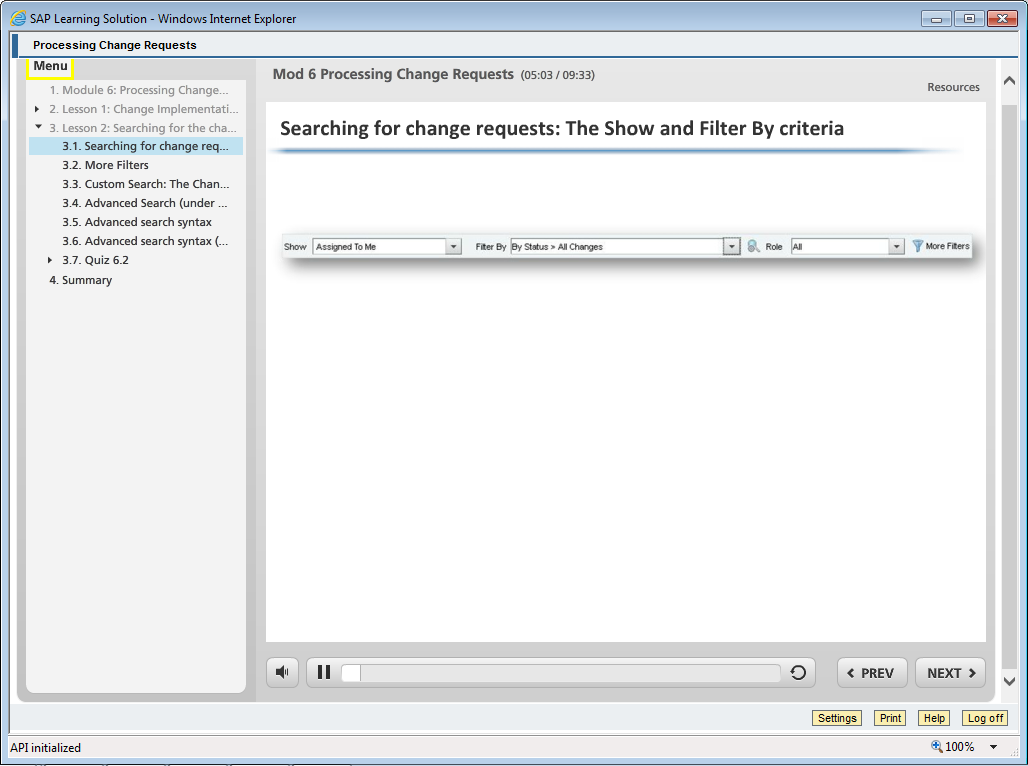 SAP Learning Solution - Windows Internet Explorer
Processing Change Requests
Menu
1. Module 6: Processing Change...
2. Lesson 1: Change Implementati...
3. Lesson 2: Searching for the cha...
3.1. Searching for change req...
3.2. More Filters
3.3. Custom Search: The Chan...
3.4. Advanced Search (under ...
3.5. Advanced search syntax
3.6. Advanced search syntax (...
3.7. Quiz 6.2
4. Summary
Mod 6 Processing Change Requests (05:03 / 09:33)
Resources
Searching for change requests: The Show and Filter By criteria
Show Assigned To Me Filter By By Status > All Changes Role All More Filters
PREV NEXT
Settings Print Help Log off
API initialized 100%